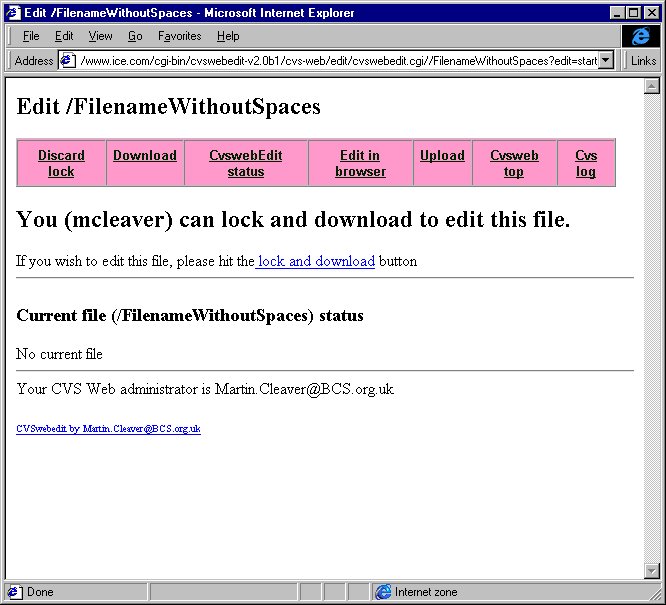 Edit /FilenameWithoutSpaces - Microsoft Internet Explorer
File Edit View Go Favorites Help
Address /www.ice.com/cgi-bin/cvswebedit-v2.0b1/cvs-web/edit/cvswebedit.cgi//FilenameWithoutSpaces?edit=start Links
Edit /FilenameWithoutSpaces
Discard Download CvswebEdit Edit in Upload Cvsweb Cvs
lock status browser top log
You (mcleaver) can lock and download to edit this file.
If you wish to edit this file, please hit the lock and download button
Current file (/FilenameWithoutSpaces) status
No current file
Your CVS Web administrator is Martin.Cleaver@BCS.org.uk
CVSwebedit by Martin.Cleaver@BCS.org.uk
Done Internet zone